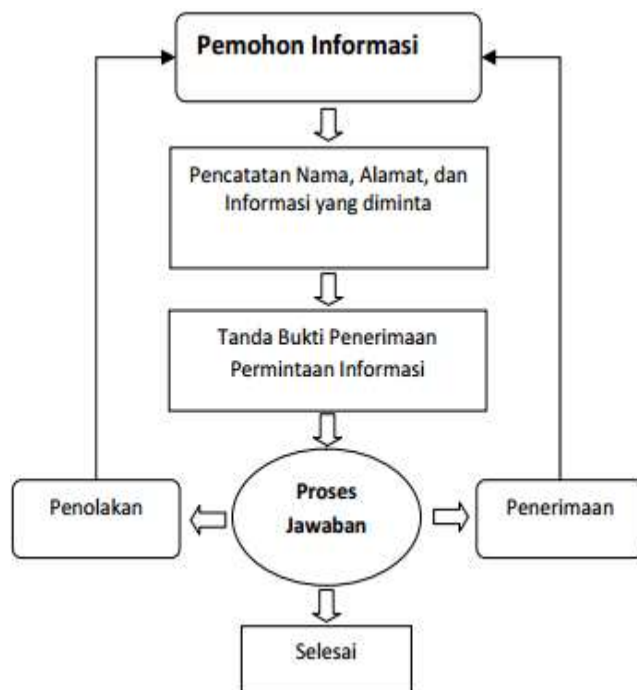 Pemohon Informasi
Pencatatan Nama, Alamat, dan
Informasi yang diminta
Tanda Bukti Penerimaan
Permintaan Informasi
Proses
Jawaban
Penolakan
Penerimaan
Selesai